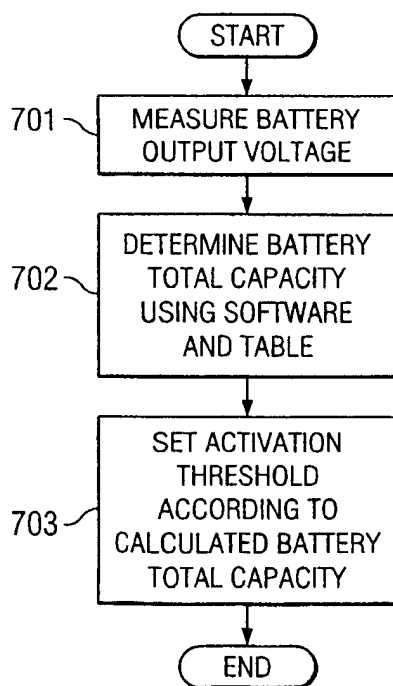 START
701
MEASURE BATTERY
OUTPUT VOLTAGE
702
DETERMINE BATTERY
TOTAL CAPACITY
USING SOFTWARE
AND TABLE
703
SET ACTIVATION
THRESHOLD
ACCORDING TO
CALCULATED BATTERY
TOTAL CAPACITY
END